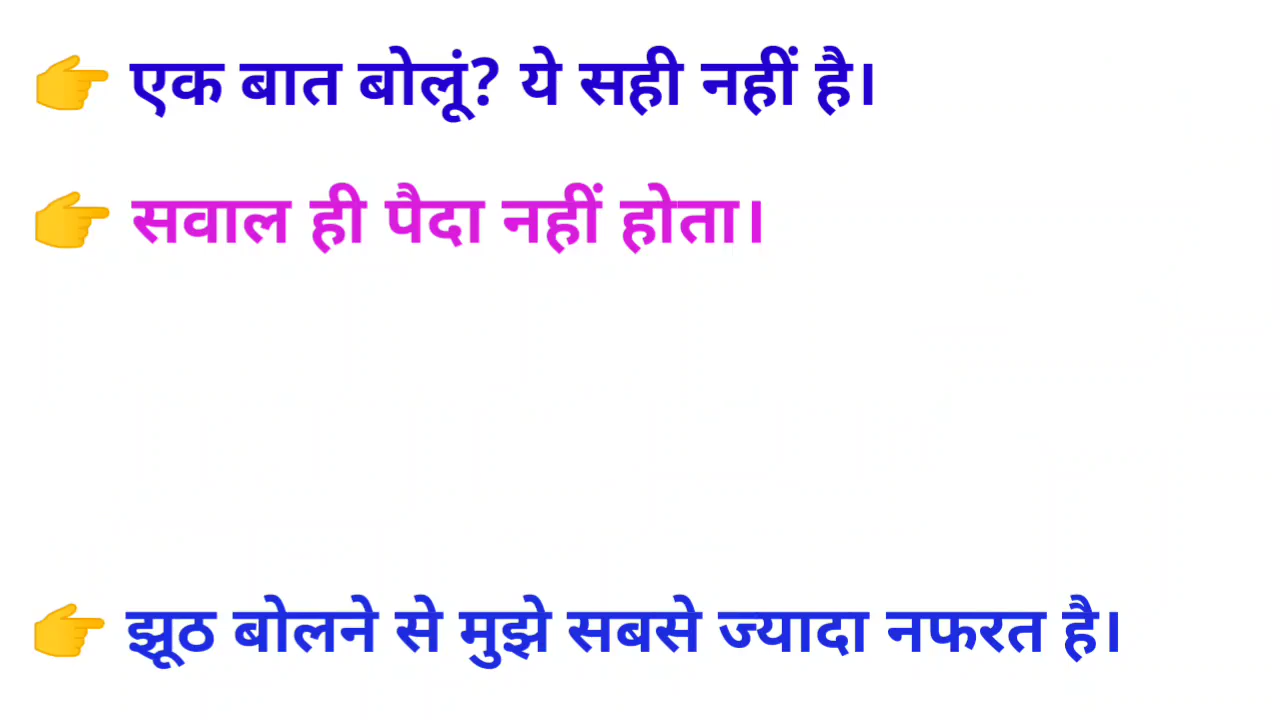 👉 एक बात बोलूं? ये सही नहीं है।
👉 सवाल ही पैदा नहीं होता।
👉 झूठ बोलने से मुझे सबसे ज्यादा नफरत है।